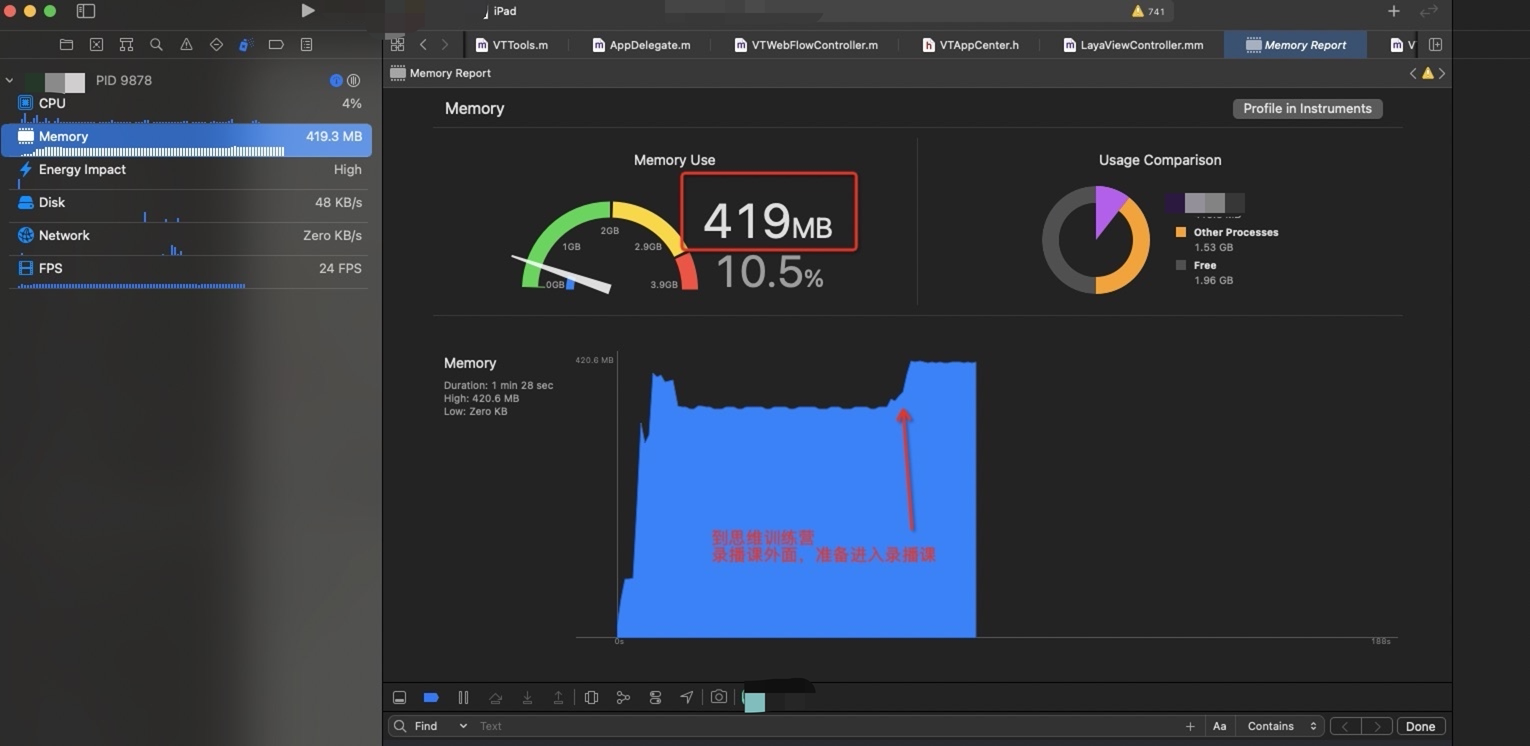 iPad
741
VTTools.m
AppDelegate.m
VTWebFlowController.m
VTAppCenter.h
LayaViewController.mm
Memory Report
V
PID 9878
Memory Report
CPU
4%
Memory
419.3 MB
Energy Impact
High
Disk
48 KB/s
Network
Zero KB/s
FPS
24 FPS
Memory
Profile in Instruments
Memory Use
419MB
10.5%
0GB
1GB
2GB
2.9GB
3.9GB
Usage Comparison
Other Processes
1.53 GB
Free
1.96 GB
Memory
Duration: 1 min 28 sec
High: 420.6 MB
Low: Zero KB
420.6 MB
到思维训练营
录播课外面，准备进入录播课
0s
188s
Find
Text
Aa
Contains
Done